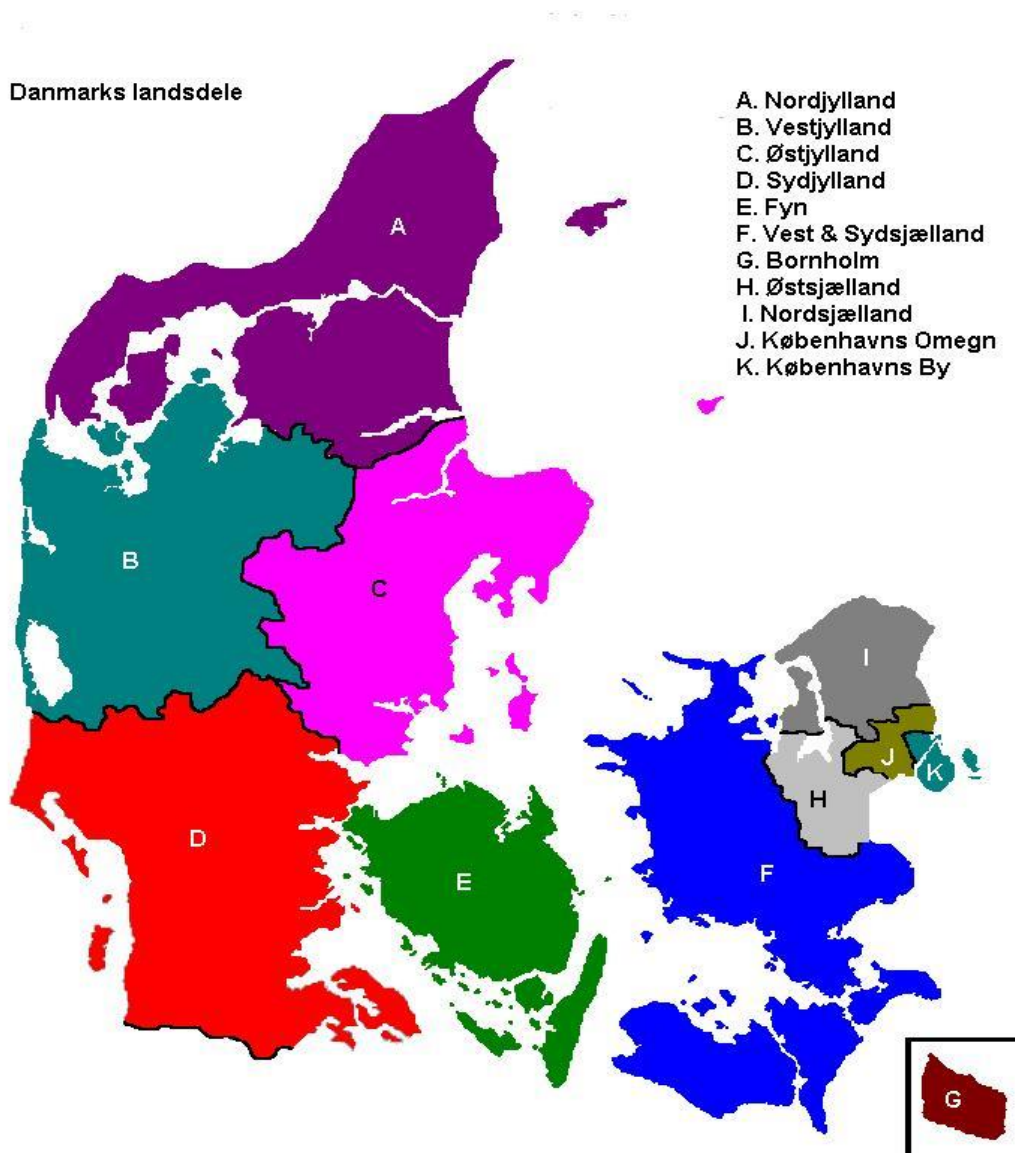 Danmarks landsdele
A. Nordjylland
B. Vestjylland
C. Østjylland
D. Sydjylland
E. Fyn
F. Vest & Sydsjælland
G. Bornholm
H. Østsjælland
I. Nordsjælland
J. Københavns Omegn
K. Københavns By
A
B
C
I
J
K
H
D
E
F
G